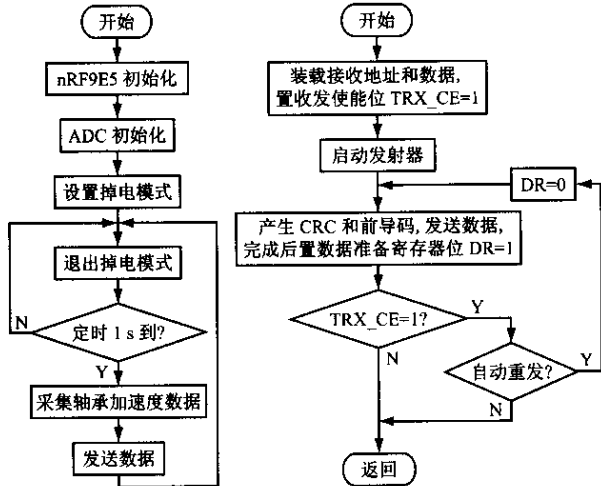 开始
nRF9E5 初始化
ADC 初始化
设置掉电模式
退出掉电模式
定时 1 s 到?
N
Y
采集轴承加速度数据
发送数据
开始
装载接收地址和数据,
置收发使能位 TRX_CE=1
启动发射器
DR=0
产生 CRC 和前导码, 发送数据,
完成后置数据准备寄存器位 DR=1
TRX_CE=1?
Y
N
自动重发?
Y
N
返回